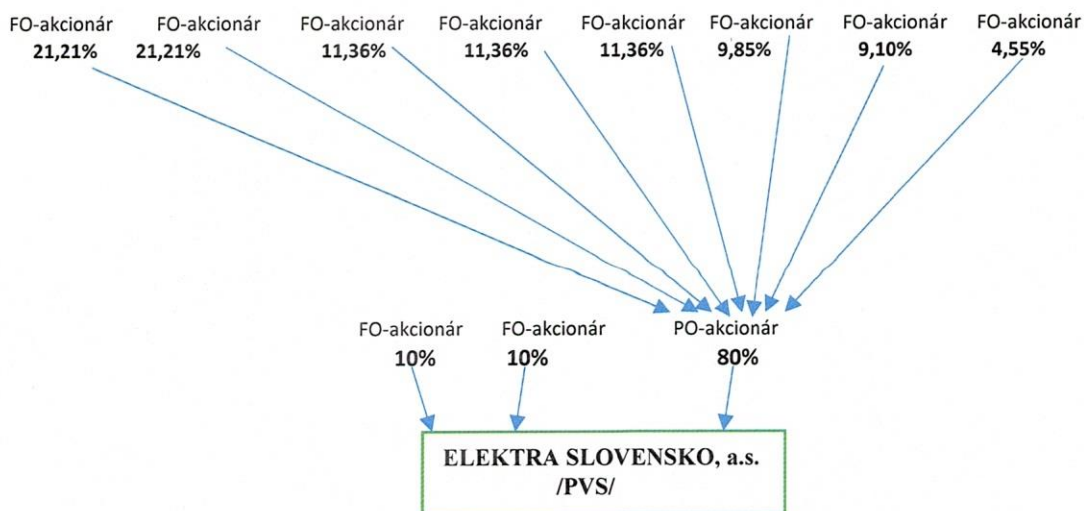 FO-akcionár FO-akcionár FO-akcionár FO-akcionár FO-akcionár FO-akcionár FO-akcionár FO-akcionár
21,21% 21,21% 11,36% 11,36% 11,36% 9,85% 9,10% 4,55%
FO-akcionár FO-akcionár PO-akcionár
10% 10% 80%
ELEKTRA SLOVENSKO, a.s.
/PVS/